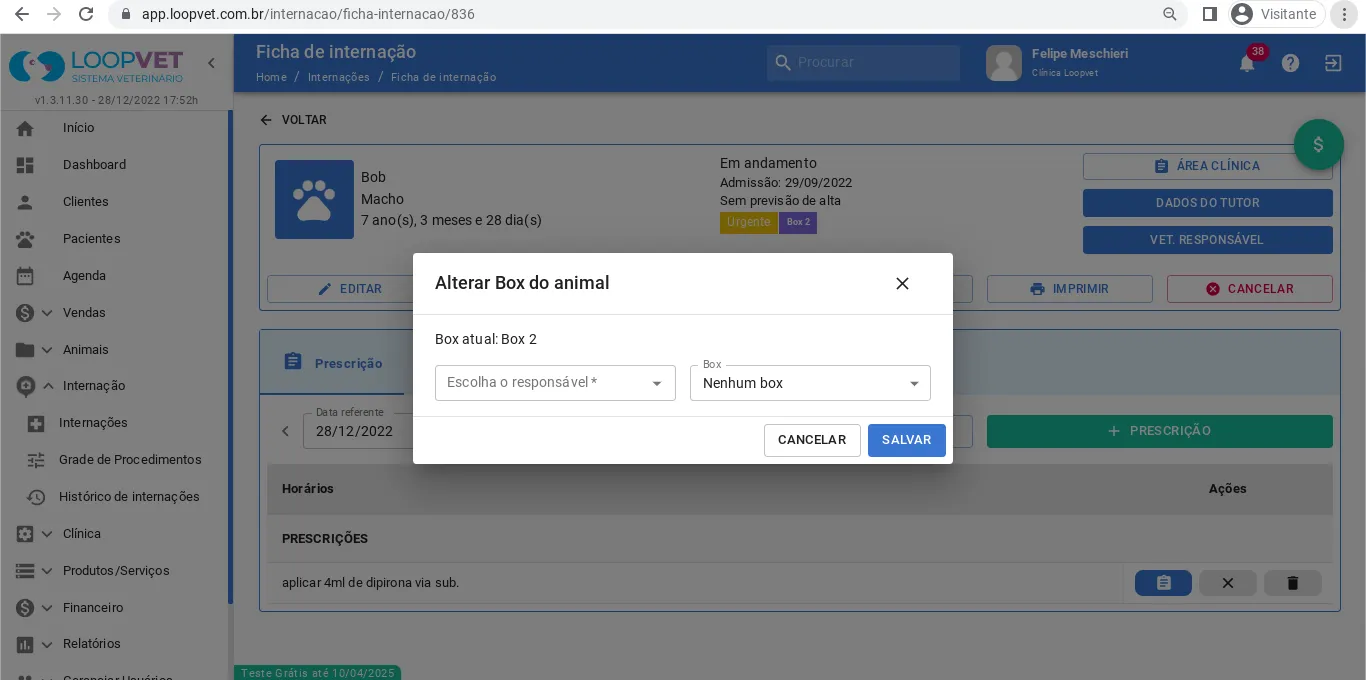 app.loopvet.com.br/internacao/ficha-internacao/836
Visitante
LOOPVET
SISTEMA VETERINÁRIO
v1.3.11.30 - 28/12/2022 17:52h
Ficha de internação
Home / Internações / Ficha de internação
Procurar
Felipe Meschieri
Clínica Loopvet
38
Início
Dashboard
Clientes
Pacientes
Agenda
Vendas
Animais
Internação
Internações
Grade de Procedimentos
Histórico de internações
Clínica
Produtos/Serviços
Financeiro
Relatórios
Gerenciar Usuários
VOLTAR
$
Bob
Macho
7 ano(s), 3 meses e 28 dia(s)
Em andamento
Admissão: 29/09/2022
Sem previsão de alta
Urgente Box 2
ÁREA CLÍNICA
DADOS DO TUTOR
VET. RESPONSÁVEL
EDITAR
IMPRIMIR
CANCELAR
Alterar Box do animal
Box atual: Box 2
Escolha o responsável *
Box
Nenhum box
CANCELAR
SALVAR
Prescrição
Data referente
28/12/2022
PRESCRIÇÃO
Horários
Ações
PRESCRIÇÕES
aplicar 4ml de dipirona via sub.
Teste Grátis até 10/04/2025